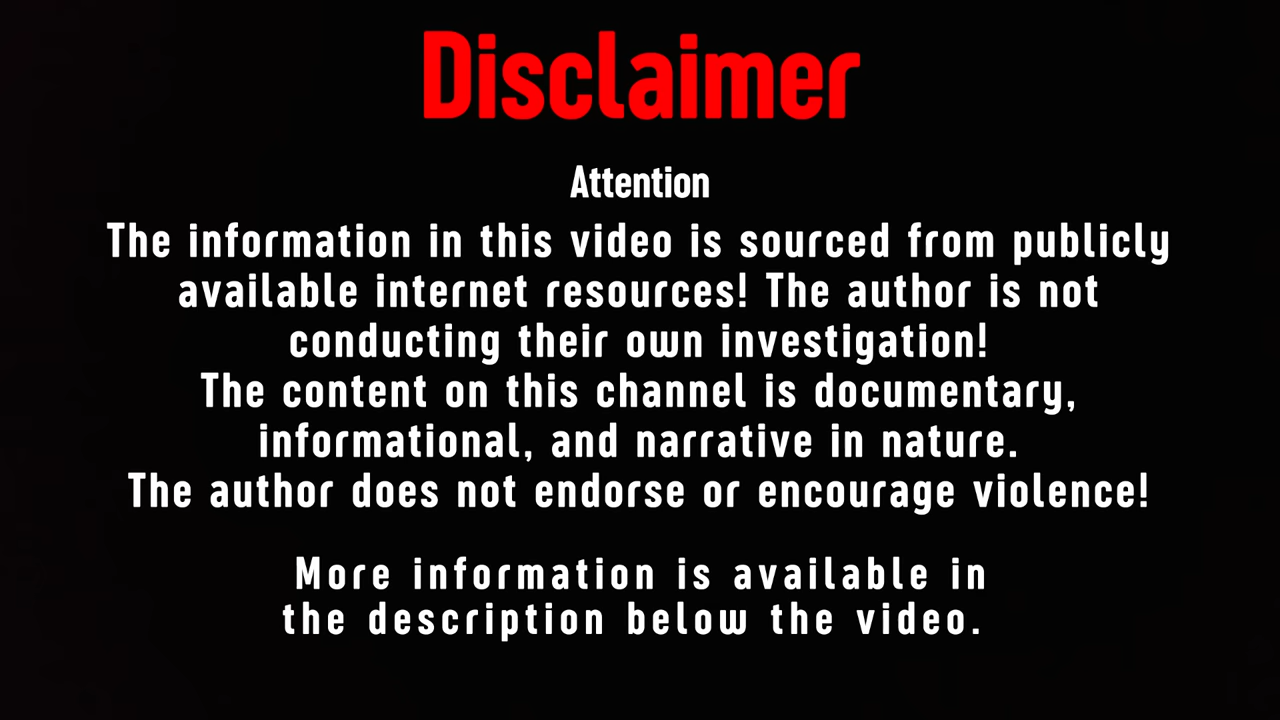 Disclaimer
Attention
The information in this video is sourced from publicly
available internet resources! The author is not
conducting their own investigation!
The content on this channel is documentary,
informational, and narrative in nature.
The author does not endorse or encourage violence!
More information is available in
the description below the video.